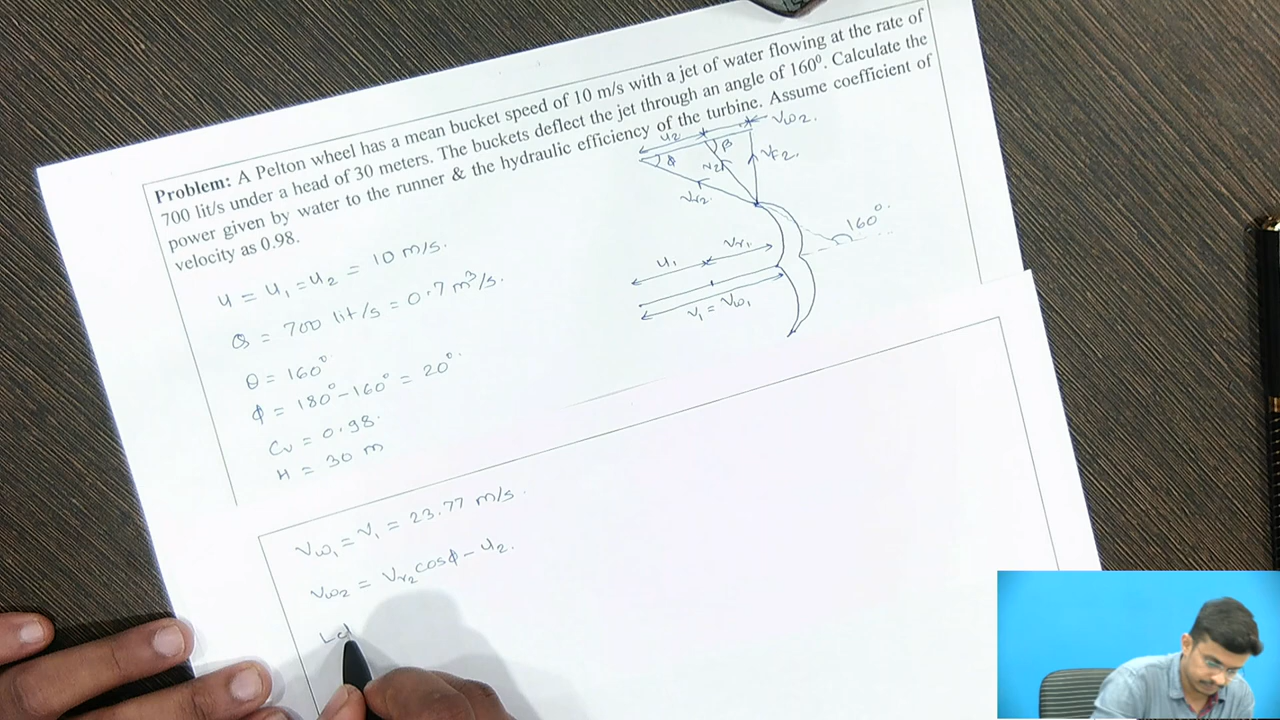 Problem: A Pelton wheel has a mean bucket speed of 10 m/s with a jet of water flowing at the rate of
700 lit/s under a head of 30 meters. The buckets deflect the jet through an angle of 160⁰. Calculate the
power given by water to the runner & the hydraulic efficiency of the turbine. Assume coefficient of
velocity as 0.98.
u = u₁ = u₂ = 10 m/s.
Q = 700 lit/s = 0.7 m³/s.
θ = 160°
ϕ = 180° - 160° = 20°.
Cv = 0.98.
H = 30 m
u₂ Vw₂.
ϕ β
V₂ Vf₂.
Vr₂.
160°.
u₁ Vr₁
V₁ = Vw₁
Vw₁ = V₁ = 23.77 m/s.
Vw₂ = Vr₂ cosϕ - u₂.